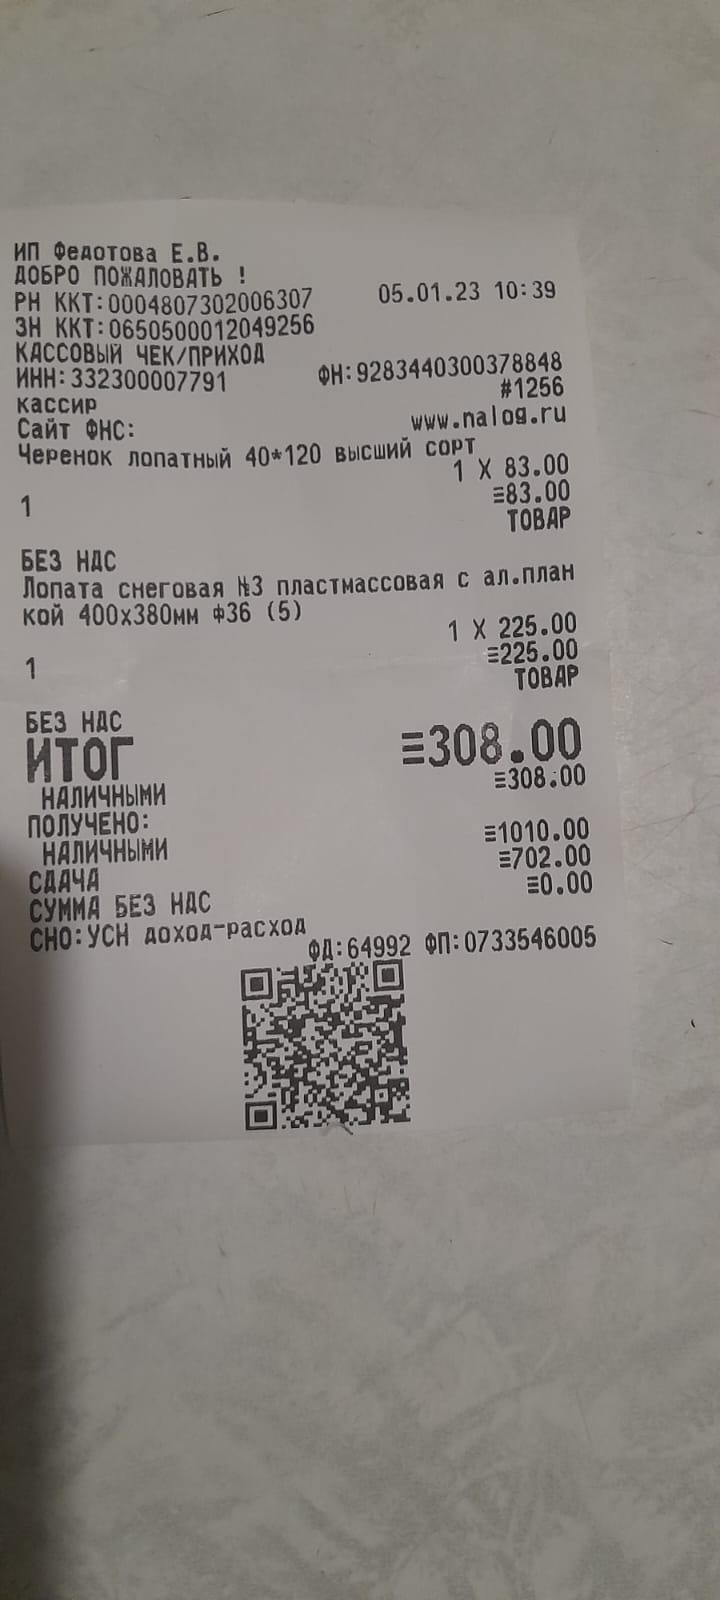 ИП Федотова Е.В.
ДОБРО ПОЖАЛОВАТЬ !
РН ККТ:0004807302006307 05.01.23 10:39
ЗН ККТ:0650500012049256
КАССОВЫЙ ЧЕК/ПРИХОД
ИНН:332300007791 ФН:9283440300378848
кассир #1256
Сайт ФНС: www.nalog.ru
Черенок лопатный 40*120 высший сорт
1 X 83.00
1 ≡83.00
ТОВАР
БЕЗ НДС
Лопата снеговая №3 пластмассовая с ал.план
кой 400х380мм ф36 (5)
1 X 225.00
1 ≡225.00
ТОВАР
БЕЗ НДС
ИТОГ ≡308.00
НАЛИЧНЫМИ ≡308.00
ПОЛУЧЕНО:
НАЛИЧНЫМИ ≡1010.00
СДАЧА ≡702.00
СУММА БЕЗ НДС ≡0.00
СНО:УСН доход-расход
ФД:64992 ФП:0733546005